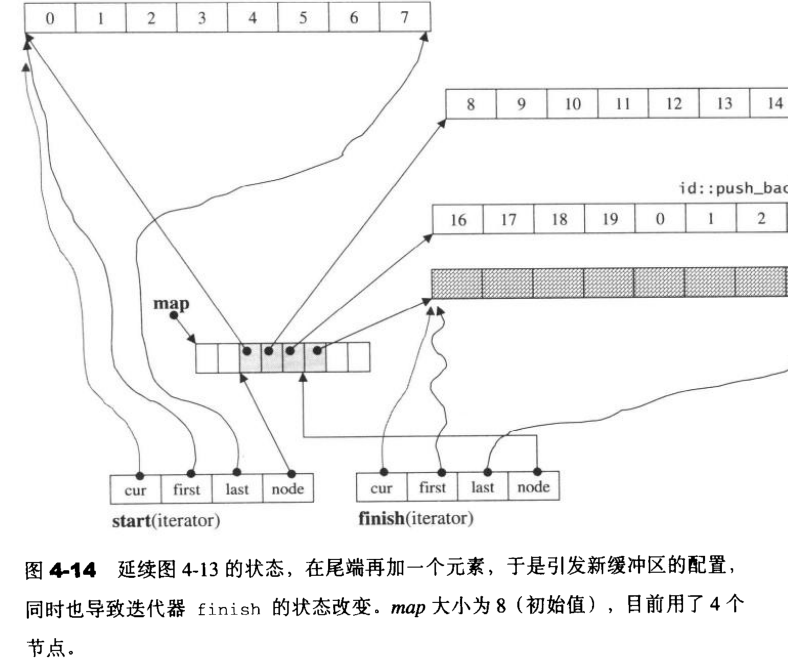 0 1 2 3 4 5 6 7
8 9 10 11 12 13 14
id::push_bac
16 17 18 19 0 1 2
map
cur first last node
start(iterator)
cur first last node
finish(iterator)
图 4-14 延续图 4-13 的状态，在尾端再加一个元素，于是引发新缓冲区的配置，
同时也导致迭代器 finish 的状态改变。map 大小为 8（初始值），目前用了 4 个
节点。